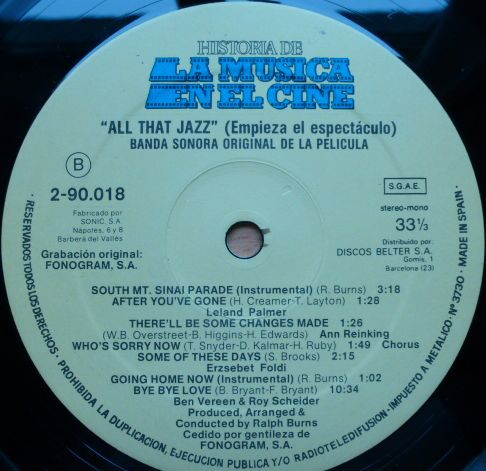 HISTORIA DE
LA MUSICA
EN EL CINE
"ALL THAT JAZZ" (Empieza el espectáculo)
BANDA SONORA ORIGINAL DE LA PELICULA
B
2-90.018
Fabricado por
SONIC, S.A.
Nápoles, 6 y 8
Barberá del Vallés
Grabación original:
FONOGRAM, S.A.
S.G.A.E.
stereo-mono
33⅓
Distribuido por:
DISCOS BELTER S.A.
Gomis, 1
Barcelona (23)
SOUTH MT. SINAI PARADE (Instrumental) (R. Burns) 3:18
AFTER YOU'VE GONE (H. Creamer-T. Layton) 1:28
Leland Palmer
THERE'LL BE SOME CHANGES MADE 1:26
(W.B. Overstreet-B. Higgins-H. Edwards) Ann Reinking
WHO'S SORRY NOW (T. Snyder-D. Kalmar-H. Ruby) 1:49 Chorus
SOME OF THESE DAYS (S. Brooks) 2:15
Erzsebet Foldi
GOING HOME NOW (Instrumental) (R. Burns) 1:02
BYE BYE LOVE (B. Bryant-F. Bryant) 10:34
Ben Vereen & Roy Scheider
Produced, Arranged &
Conducted by Ralph Burns
Cedido por gentileza de
FONOGRAM, S.A.
· RESERVADOS TODOS LOS DERECHOS · PROHIBIDA LA DUPLICACION, EJECUCION PUBLICA Y/O RADIOTELEDIFUSION · IMPUESTO A METALICO · Nº 3730 · MADE IN SPAIN ·